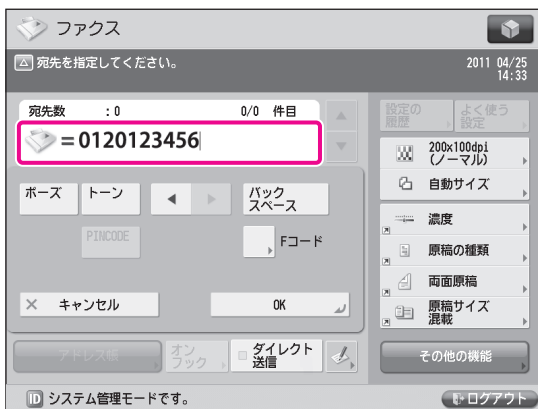 ファクス
宛先を指定してください。
2011 04/25
14:33
宛先数 : 0 0/0 件目
= 0120123456
ポーズ トーン バック
スペース
PINCODE
Fコード
× キャンセル OK
アドレス帳 オン
フック ダイレクト
送信
設定の
履歴 よく使う
設定
200x100dpi
(ノーマル)
自動サイズ
濃度
原稿の種類
両面原稿
原稿サイズ
混載
その他の機能
ID システム管理モードです。
ログアウト